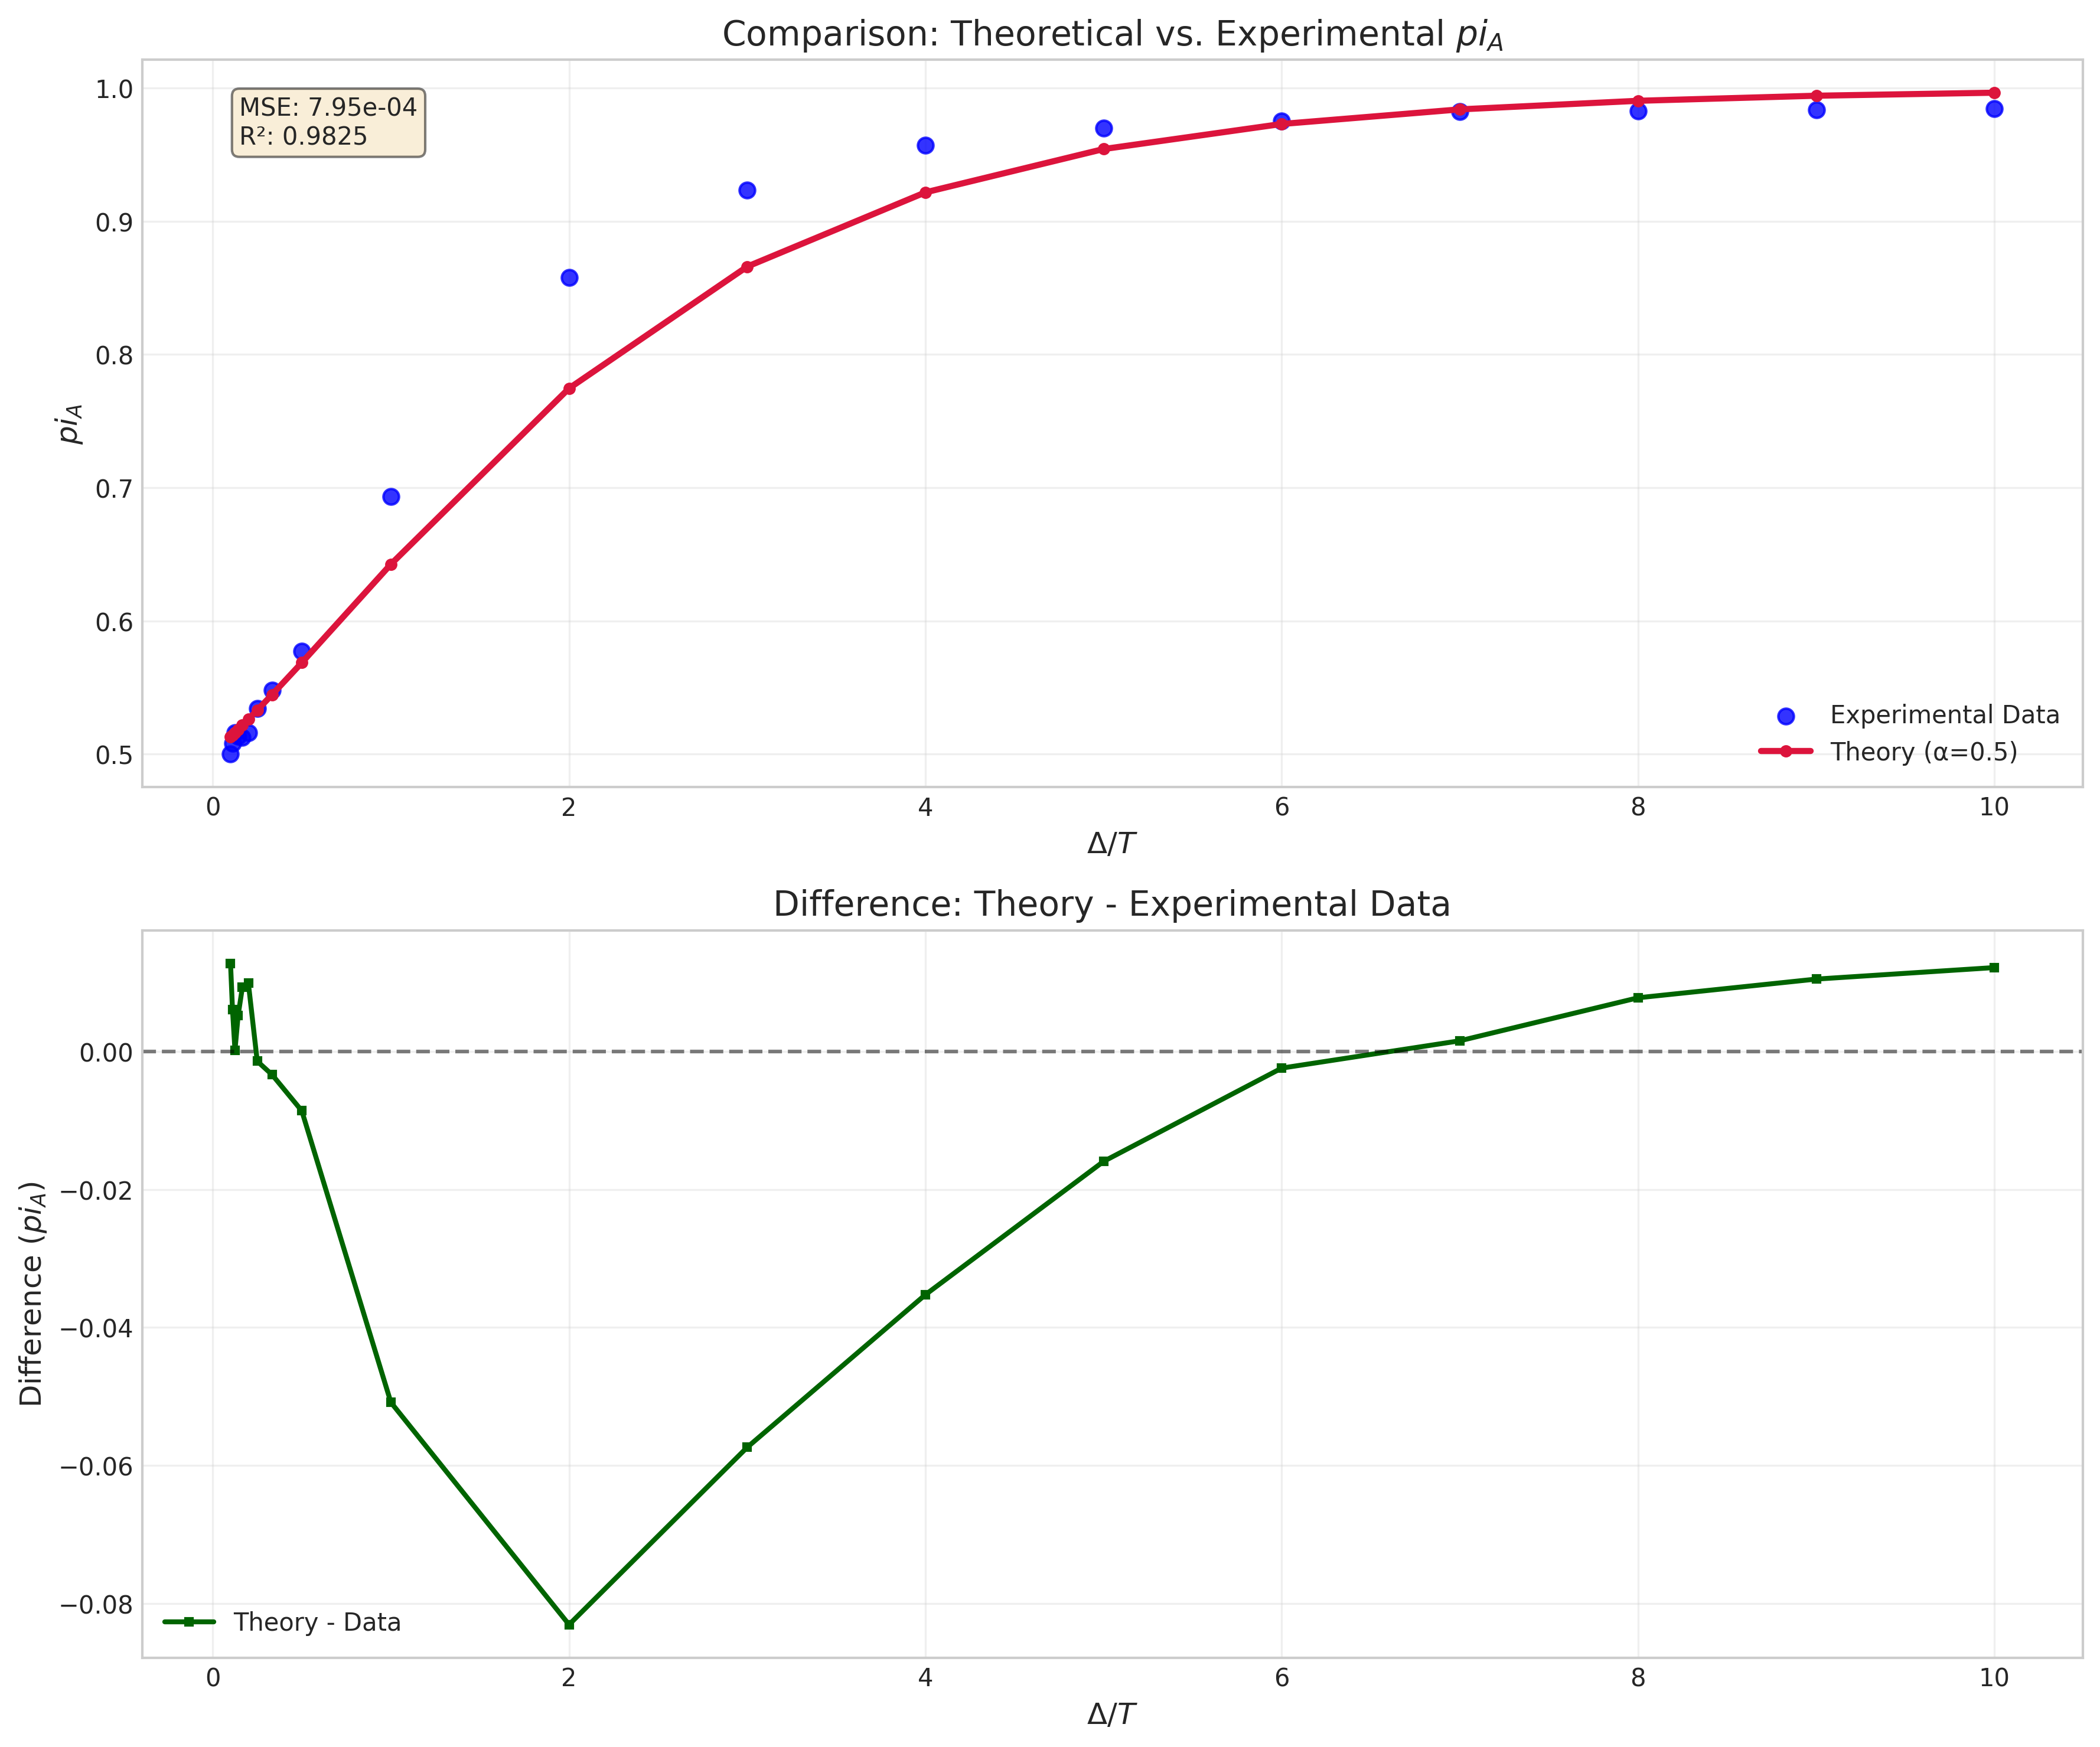 Comparison: Theoretical vs. Experimental pi_A
MSE: 7.95e-04
R²: 0.9825
1.0
0.9
0.8
0.7
0.6
0.5
pi_A
Experimental Data
Theory (α=0.5)
0 2 4 6 8 10
Δ/T
Difference: Theory - Experimental Data
0.00
−0.02
−0.04
−0.06
−0.08
Difference (pi_A)
Theory - Data
0 2 4 6 8 10
Δ/T